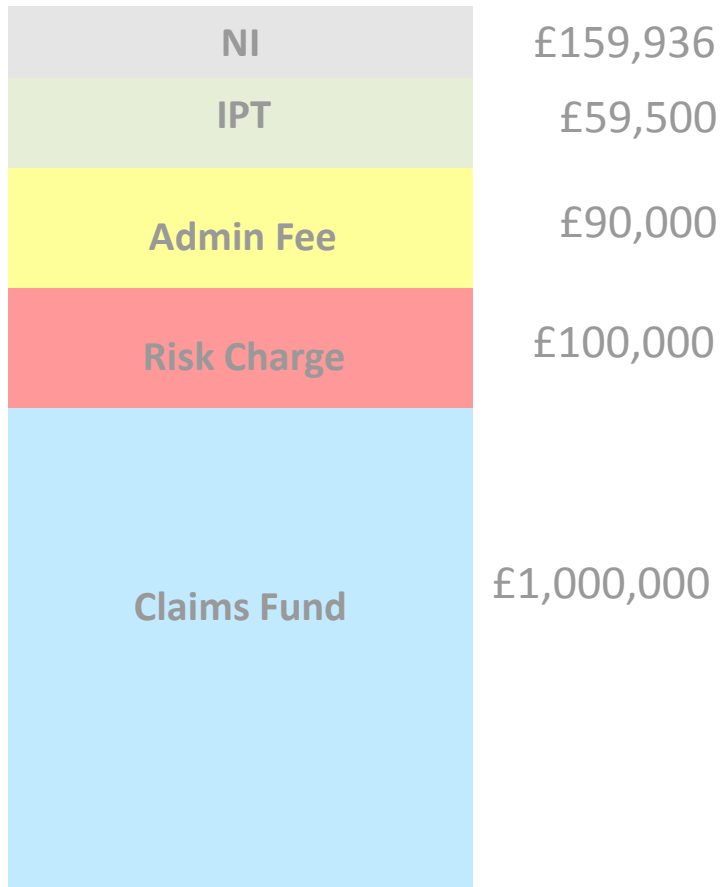 NI £159,936
IPT £59,500
Admin Fee £90,000
Risk Charge £100,000
Claims Fund £1,000,000